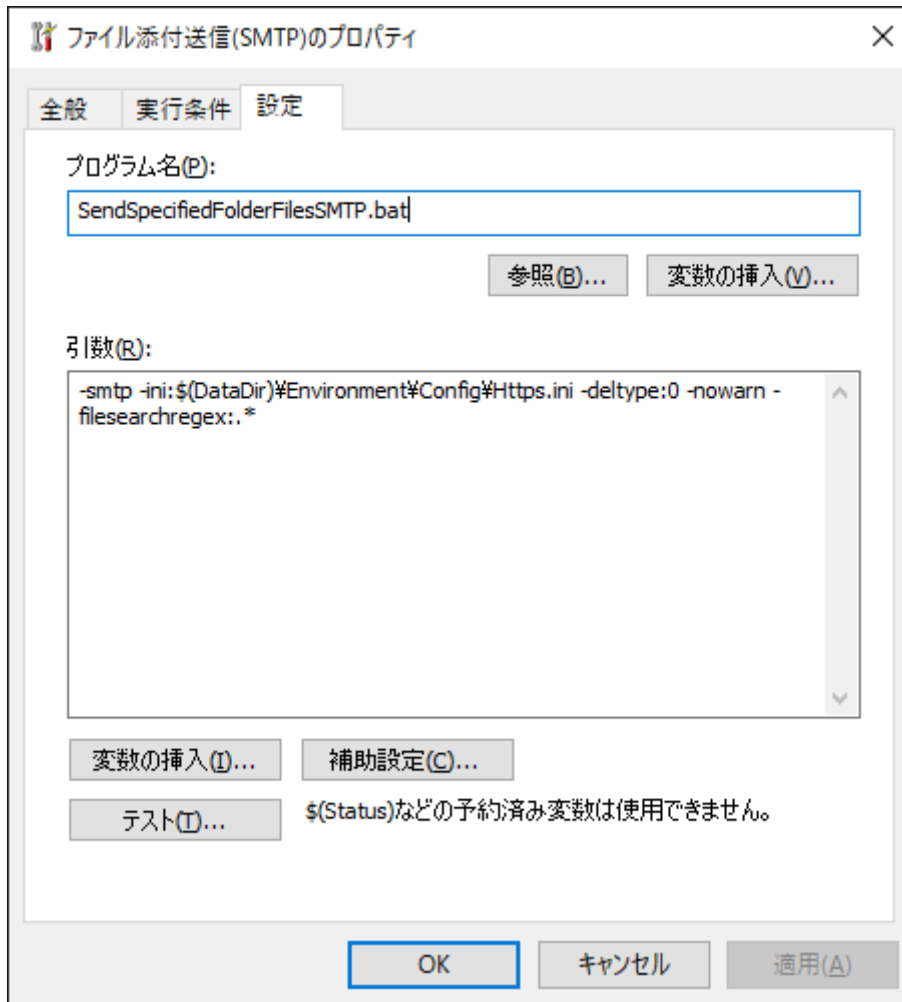 ファイル添付送信(SMTP)のプロパティ
全般 実行条件 設定
プログラム名(P):
SendSpecifiedFolderFilesSMTP.bat
参照(B)... 変数の挿入(V)...
引数(R):
-smtp -ini:$(DataDir)¥Environment¥Config¥Https.ini -deltype:0 -nowarn -
filesearchregex:.*
変数の挿入(I)... 補助設定(C)...
テスト(T)... $(Status)などの予約済み変数は使用できません。
OK キャンセル 適用(A)